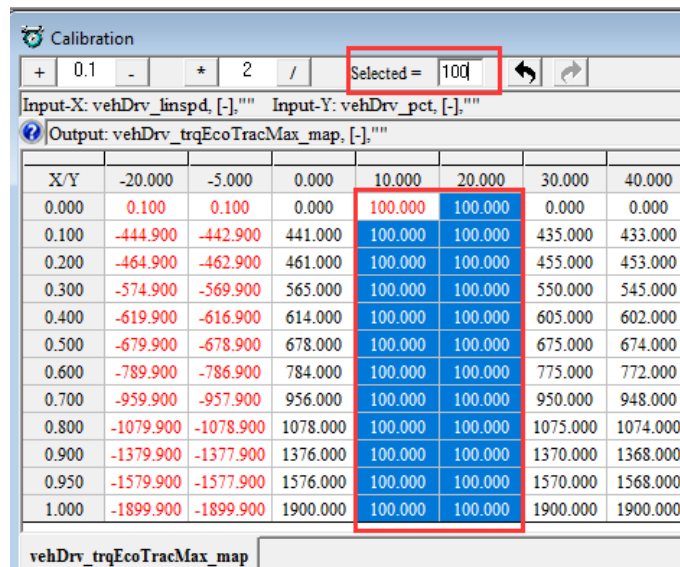 Calibration
+ 0.1 - * 2 / Selected = 100
Input-X: vehDrv_linspd, [-],"" Input-Y: vehDrv_pct, [-],""
Output: vehDrv_trqEcoTracMax_map, [-],""
X/Y -20.000 -5.000 0.000 10.000 20.000 30.000 40.000
0.000 0.100 0.100 0.000 100.000 100.000 0.000 0.000
0.100 -444.900 -442.900 441.000 100.000 100.000 435.000 433.000
0.200 -464.900 -462.900 461.000 100.000 100.000 455.000 453.000
0.300 -574.900 -569.900 565.000 100.000 100.000 550.000 545.000
0.400 -619.900 -616.900 614.000 100.000 100.000 605.000 602.000
0.500 -679.900 -678.900 678.000 100.000 100.000 675.000 674.000
0.600 -789.900 -786.900 784.000 100.000 100.000 775.000 772.000
0.700 -959.900 -957.900 956.000 100.000 100.000 950.000 948.000
0.800 -1079.900 -1078.900 1078.000 100.000 100.000 1075.000 1074.000
0.900 -1379.900 -1377.900 1376.000 100.000 100.000 1370.000 1368.000
0.950 -1579.900 -1577.900 1576.000 100.000 100.000 1570.000 1568.000
1.000 -1899.900 -1899.900 1900.000 100.000 100.000 1900.000 1900.000
vehDrv_trqEcoTracMax_map